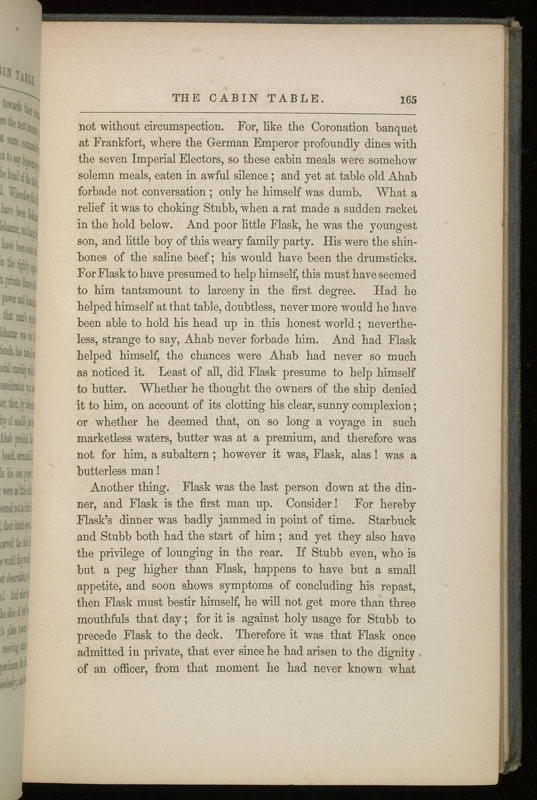 THE CABIN TABLE. 165
not without circumspection. For, like the Coronation banquet
at Frankfort, where the German Emperor profoundly dines with
the seven Imperial Electors, so these cabin meals were somehow
solemn meals, eaten in awful silence; and yet at table old Ahab
forbade not conversation; only he himself was dumb. What a
relief it was to choking Stubb, when a rat made a sudden racket
in the hold below. And poor little Flask, he was the youngest
son, and little boy of this weary family party. His were the shin-
bones of the saline beef; his would have been the drumsticks.
For Flask to have presumed to help himself, this must have seemed
to him tantamount to larceny in the first degree. Had he
helped himself at that table, doubtless, never more would he have
been able to hold his head up in this honest world; neverthe-
less, strange to say, Ahab never forbade him. And had Flask
helped himself, the chances were Ahab had never so much
as noticed it. Least of all, did Flask presume to help himself
to butter. Whether he thought the owners of the ship denied
it to him, on account of its clotting his clear, sunny complexion;
or whether he deemed that, on so long a voyage in such
marketless waters, butter was at a premium, and therefore was
not for him, a subaltern; however it was, Flask, alas! was a
butterless man!
Another thing. Flask was the last person down at the din-
ner, and Flask is the first man up. Consider! For hereby
Flask's dinner was badly jammed in point of time. Starbuck
and Stubb both had the start of him; and yet they also have
the privilege of lounging in the rear. If Stubb even, who is
but a peg higher than Flask, happens to have but a small
appetite, and soon shows symptoms of concluding his repast,
then Flask must bestir himself, he will not get more than three
mouthfuls that day; for it is against holy usage for Stubb to
precede Flask to the deck. Therefore it was that Flask once
admitted in private, that ever since he had arisen to the dignity
of an officer, from that moment he had never known what